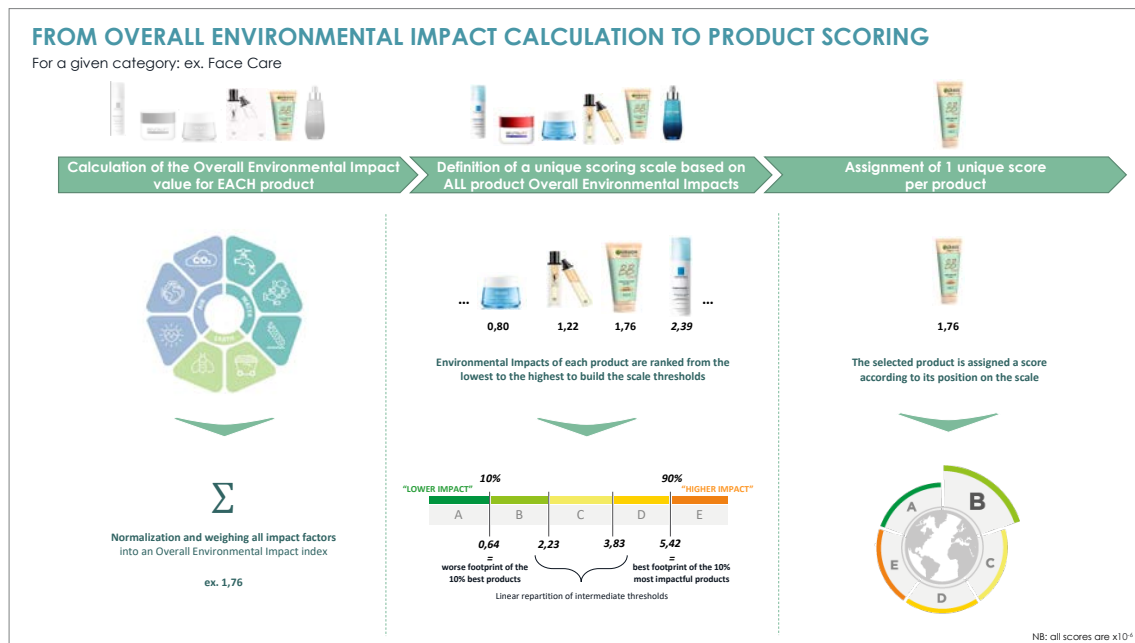 FROM OVERALL ENVIRONMENTAL IMPACT CALCULATION TO PRODUCT SCORING
For a given category: ex. Face Care
Calculation of the Overall Environmental Impact
value for EACH product
Definition of a unique scoring scale based on
ALL product Overall Environmental Impacts
Assignment of 1 unique score
per product
CO₂
AIR
WATER
EARTH
BB
...
...
0,80
1,22
1,76
2,39
Environmental Impacts of each product are ranked from the
lowest to the highest to build the scale thresholds
1,76
The selected product is assigned a score
according to its position on the scale
Σ
Normalization and weighing all impact factors
into an Overall Environmental Impact index
ex. 1,76
10%
90%
"LOWER IMPACT"
"HIGHER IMPACT"
A B C D E
0,64
2,23
3,83
5,42
=
worse footprint of the
10% best products
=
best footprint of the 10%
most impactful products
Linear repartition of intermediate thresholds
A
B
C
D
E
NB: all scores are x10